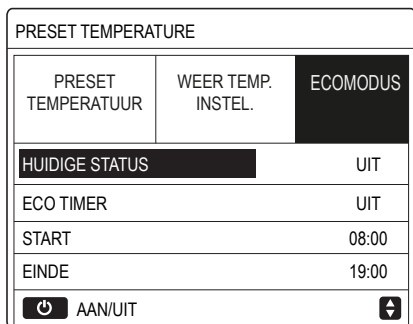 PRESET TEMPERATURE
PRESET TEMPERATUUR
WEER TEMP. INSTEL.
ECOMODUS
HUIDIGE STATUS UIT
ECO TIMER UIT
START 08:00
EINDE 19:00
AAN/UIT